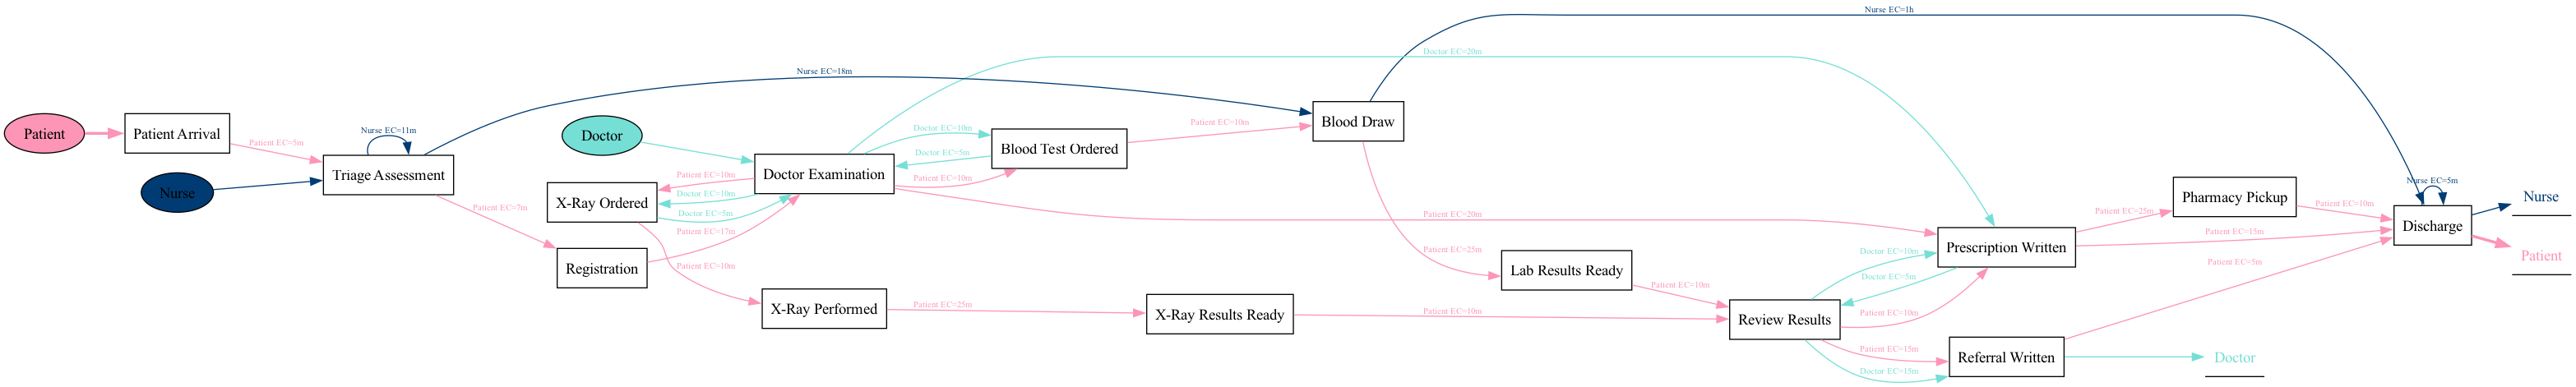 Nurse EC=1h
Doctor EC=20m
Nurse EC=18m
Patient
Patient Arrival
Patient EC=5m
Nurse EC=11m
Triage Assessment
Nurse
Patient EC=7m
Doctor
Doctor Examination
Doctor EC=10m
Doctor EC=5m
Patient EC=10m
Blood Test Ordered
Patient EC=10m
Blood Draw
Patient EC=10m
Doctor EC=10m
Doctor EC=5m
X-Ray Ordered
Patient EC=17m
Registration
Patient EC=10m
X-Ray Performed
Patient EC=25m
X-Ray Results Ready
Patient EC=10m
Patient EC=20m
Patient EC=25m
Lab Results Ready
Patient EC=10m
Review Results
Doctor EC=10m
Doctor EC=5m
Patient EC=10m
Prescription Written
Patient EC=15m
Doctor EC=15m
Referral Written
Patient EC=25m
Pharmacy Pickup
Patient EC=10m
Patient EC=15m
Patient EC=5m
Nurse EC=5m
Discharge
Nurse
Patient
Doctor